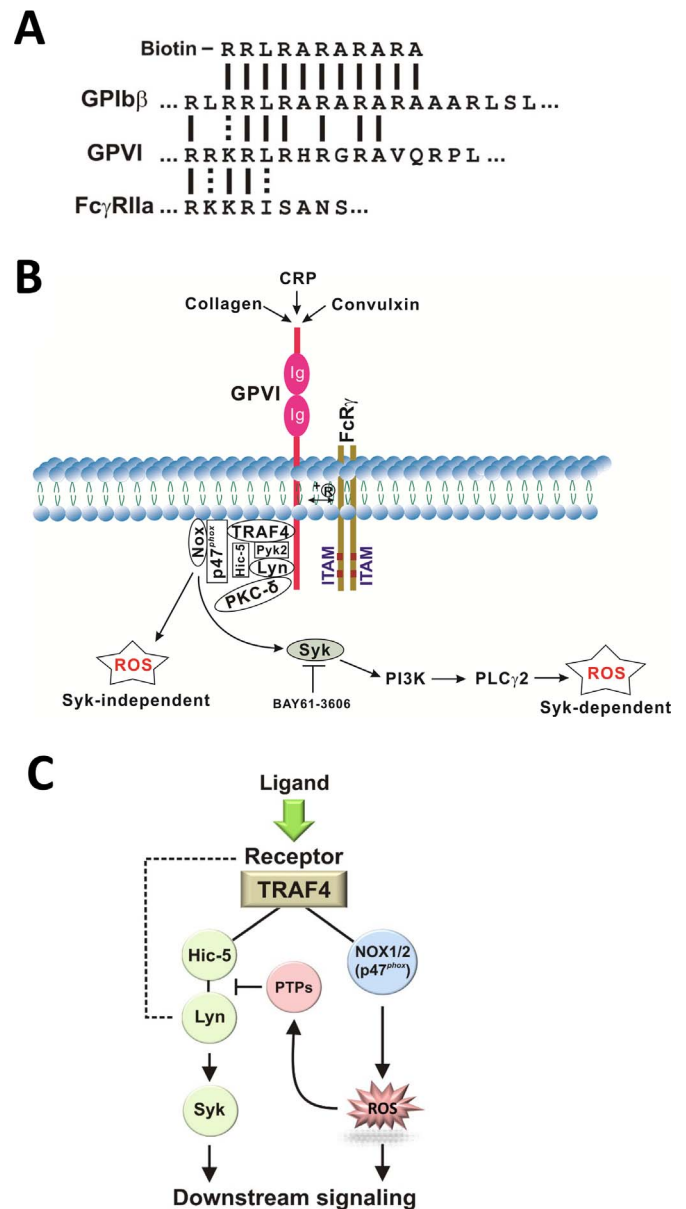 A
Biotin – RRLRARARARA
GPIbβ ... RLRRLRARARARAAARLSL...
GPVI ... RRKRLRHRGRAVQRPL ...
FcγRIIa ... RKKRISANS...
B
CRP
Collagen
Convulxin
Ig
GPVI
Ig
FcRγ
+
R
Nox
p47phox
TRAF4
Hic-5
Pyk2
Lyn
PKC-δ
ITAM
ITAM
ROS
Syk-independent
Syk
BAY61-3606
PI3K
PLCγ2
ROS
Syk-dependent
C
Ligand
Receptor
TRAF4
Hic-5
NOX1/2
(p47phox)
PTPs
Lyn
Syk
ROS
Downstream signaling